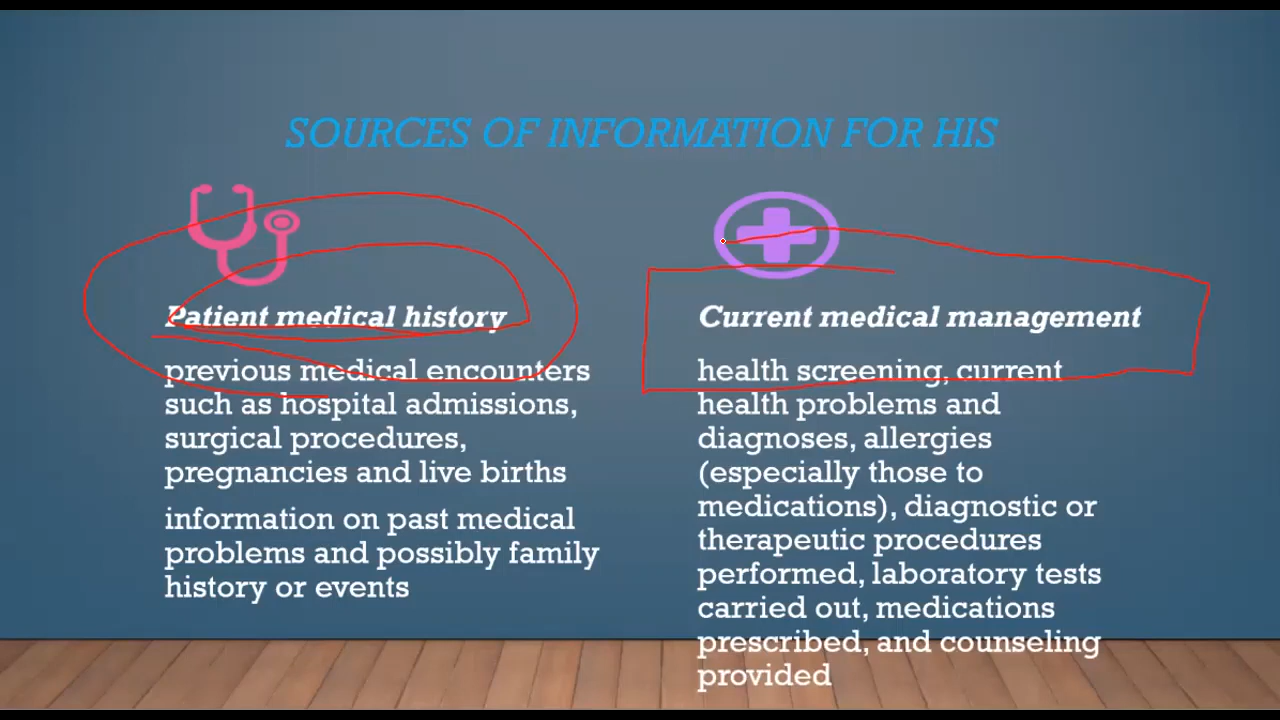 SOURCES OF INFORMATION FOR HIS
Patient medical history
previous medical encounters
such as hospital admissions,
surgical procedures,
pregnancies and live births
information on past medical
problems and possibly family
history or events
Current medical management
health screening, current
health problems and
diagnoses, allergies
(especially those to
medications), diagnostic or
therapeutic procedures
performed, laboratory tests
carried out, medications
prescribed, and counseling
provided